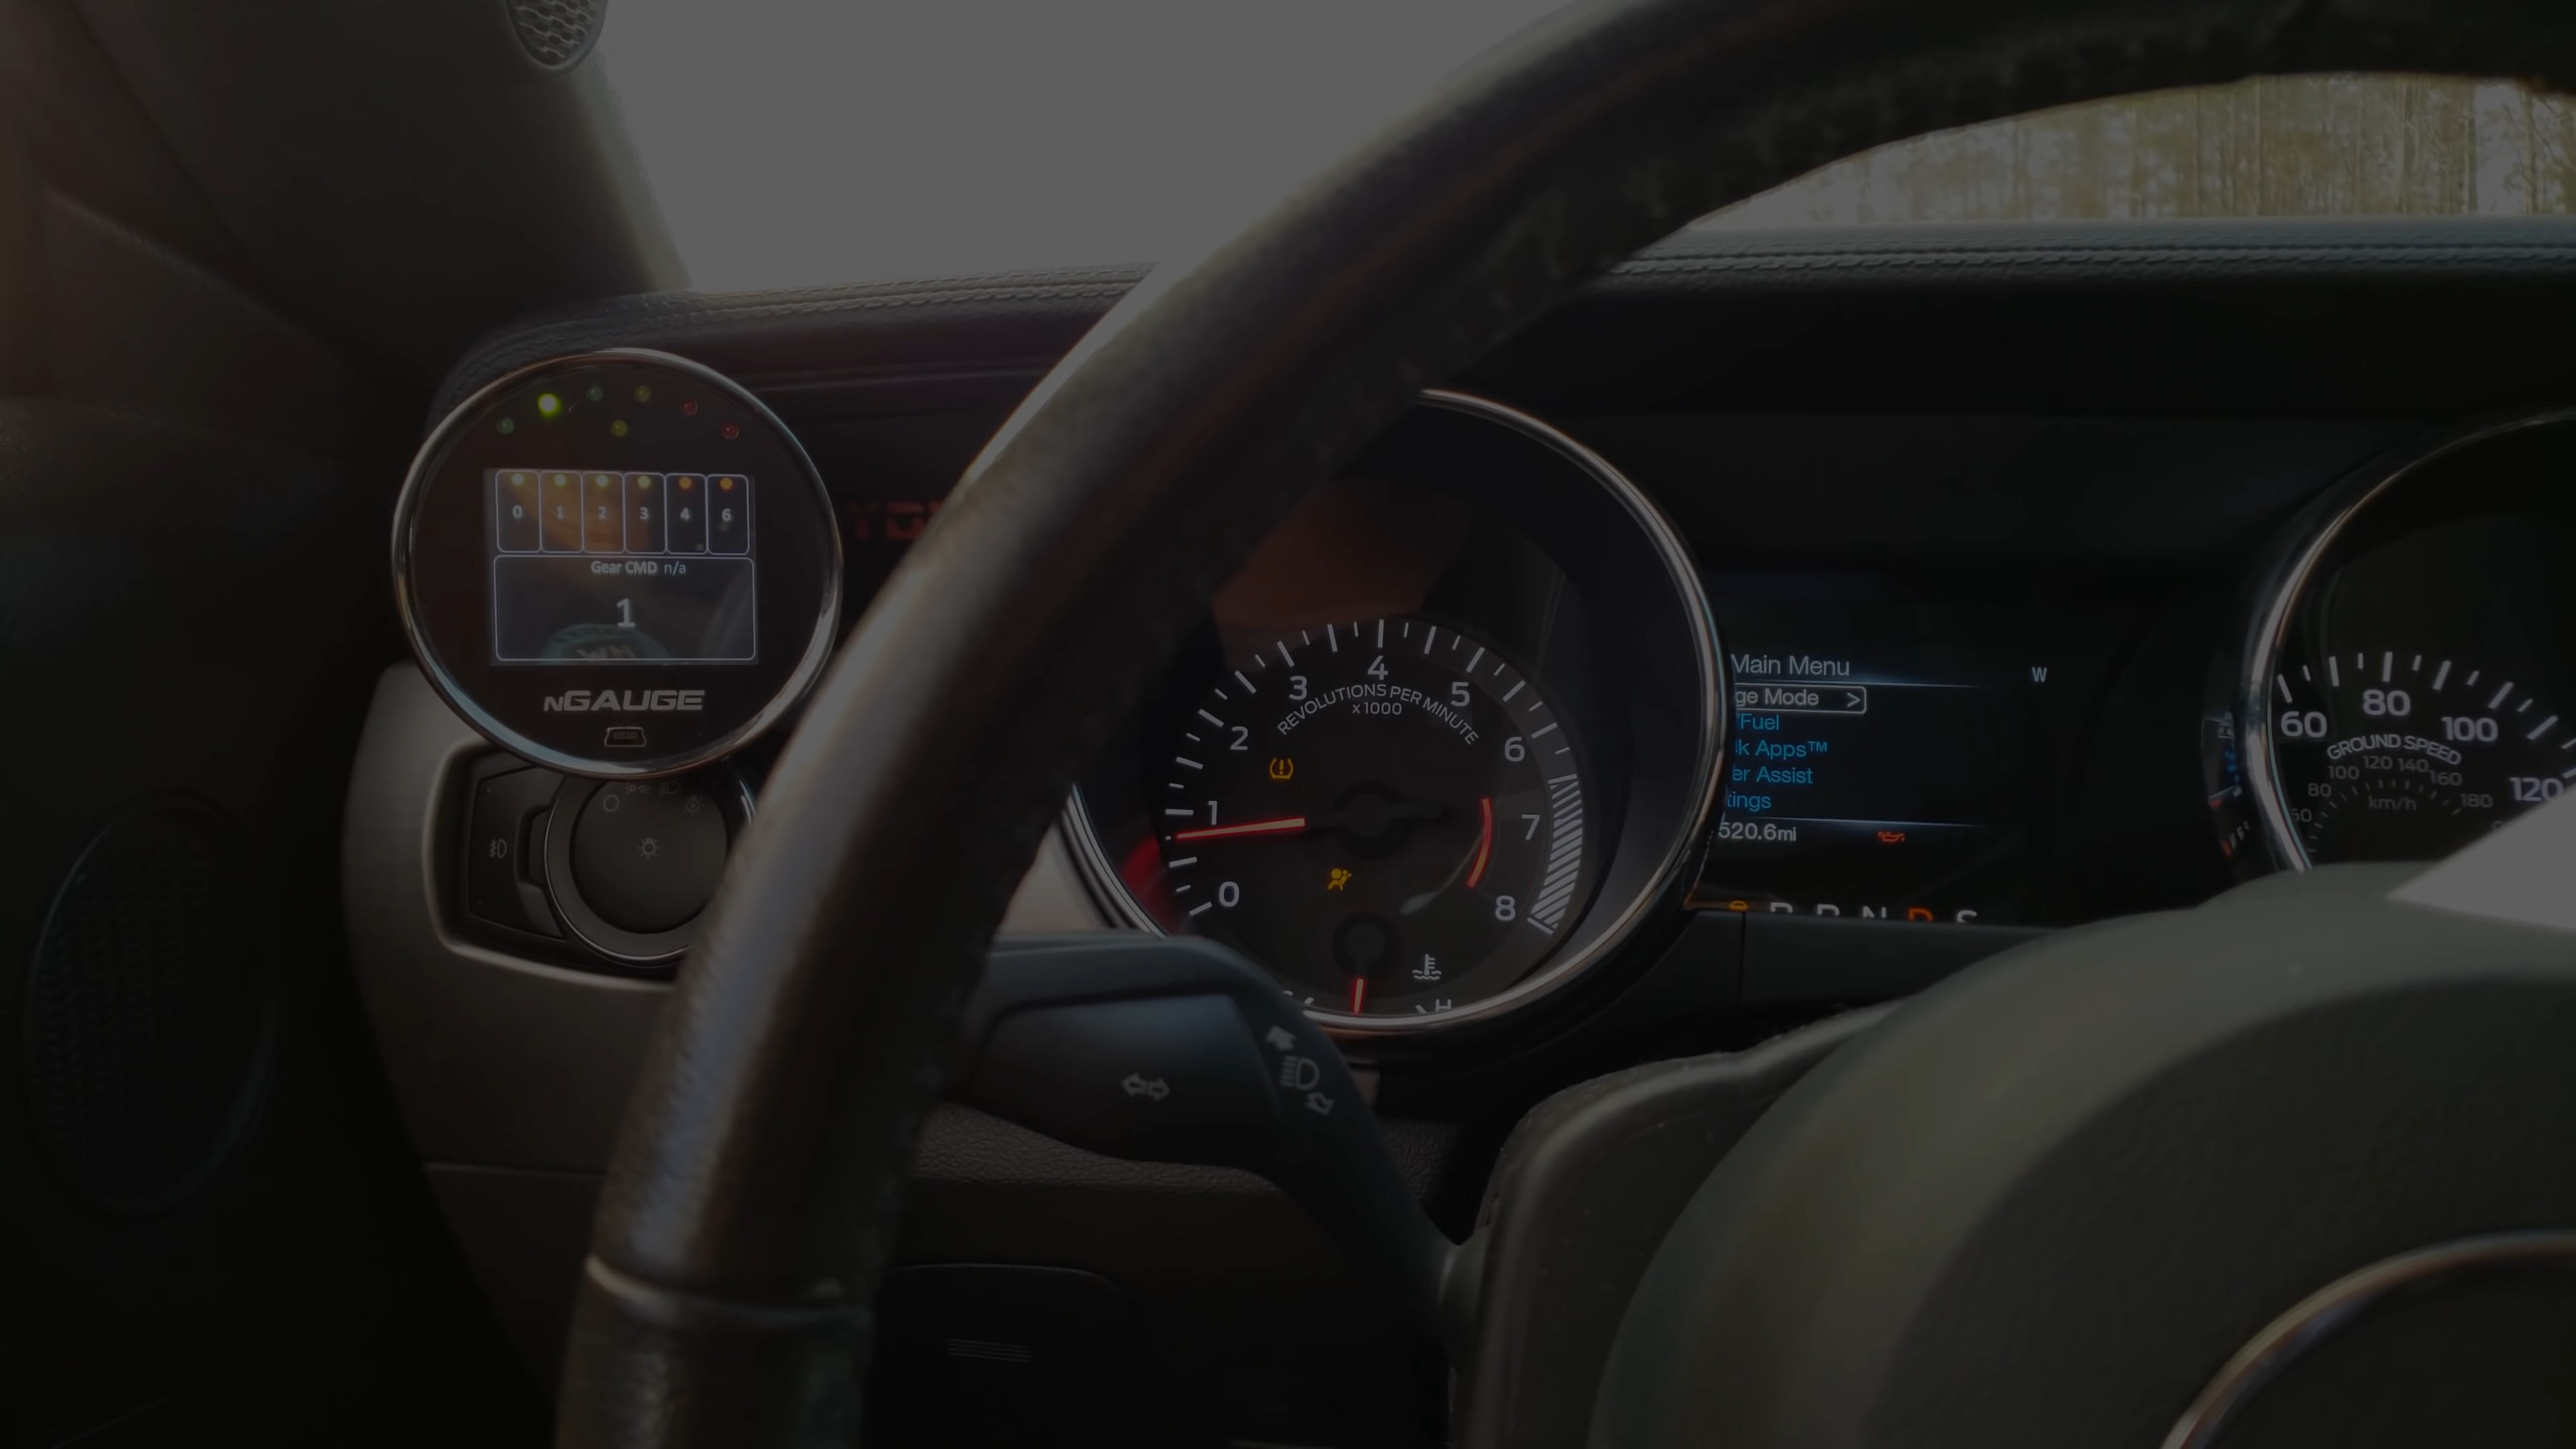 0 1 2 3 4 6
Gear CMD n/a
1
nGAUGE
0 1 2 3 4 5 6 7 8
REVOLUTIONS PER MINUTE
x1000
H
Main Menu
W
ge Mode >
/Fuel
k Apps™
er Assist
tings
520.6mi
P R N D S
60 80 100 120
GROUND SPEED
80 100 120 140 160 180
km/h